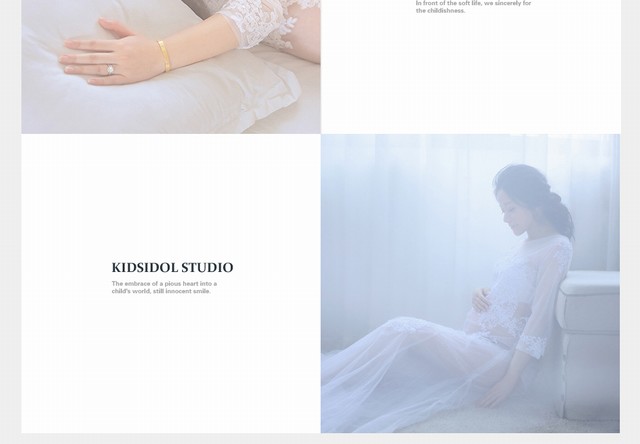 In front of the soft life, we sincerely for
the childishness.
KIDSIDOL STUDIO
The embrace of a pious heart into a
child's world, still innocent smile.